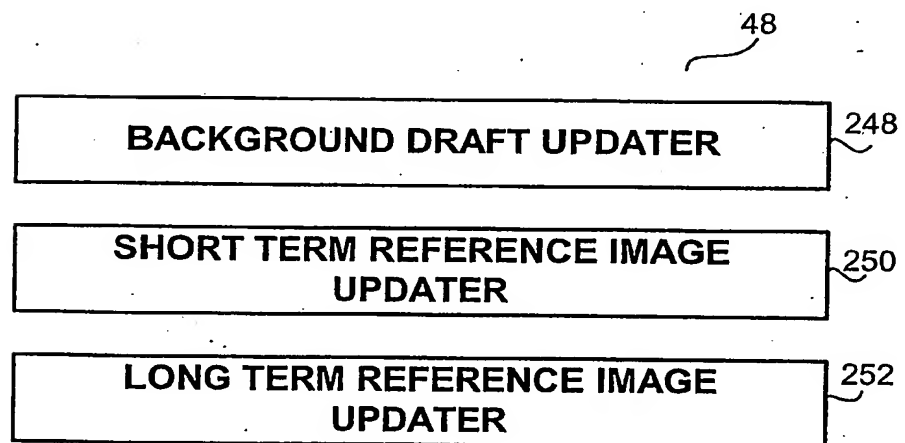 48
BACKGROUND DRAFT UPDATER
248
SHORT TERM REFERENCE IMAGE
UPDATER
250
LONG TERM REFERENCE IMAGE
UPDATER
252